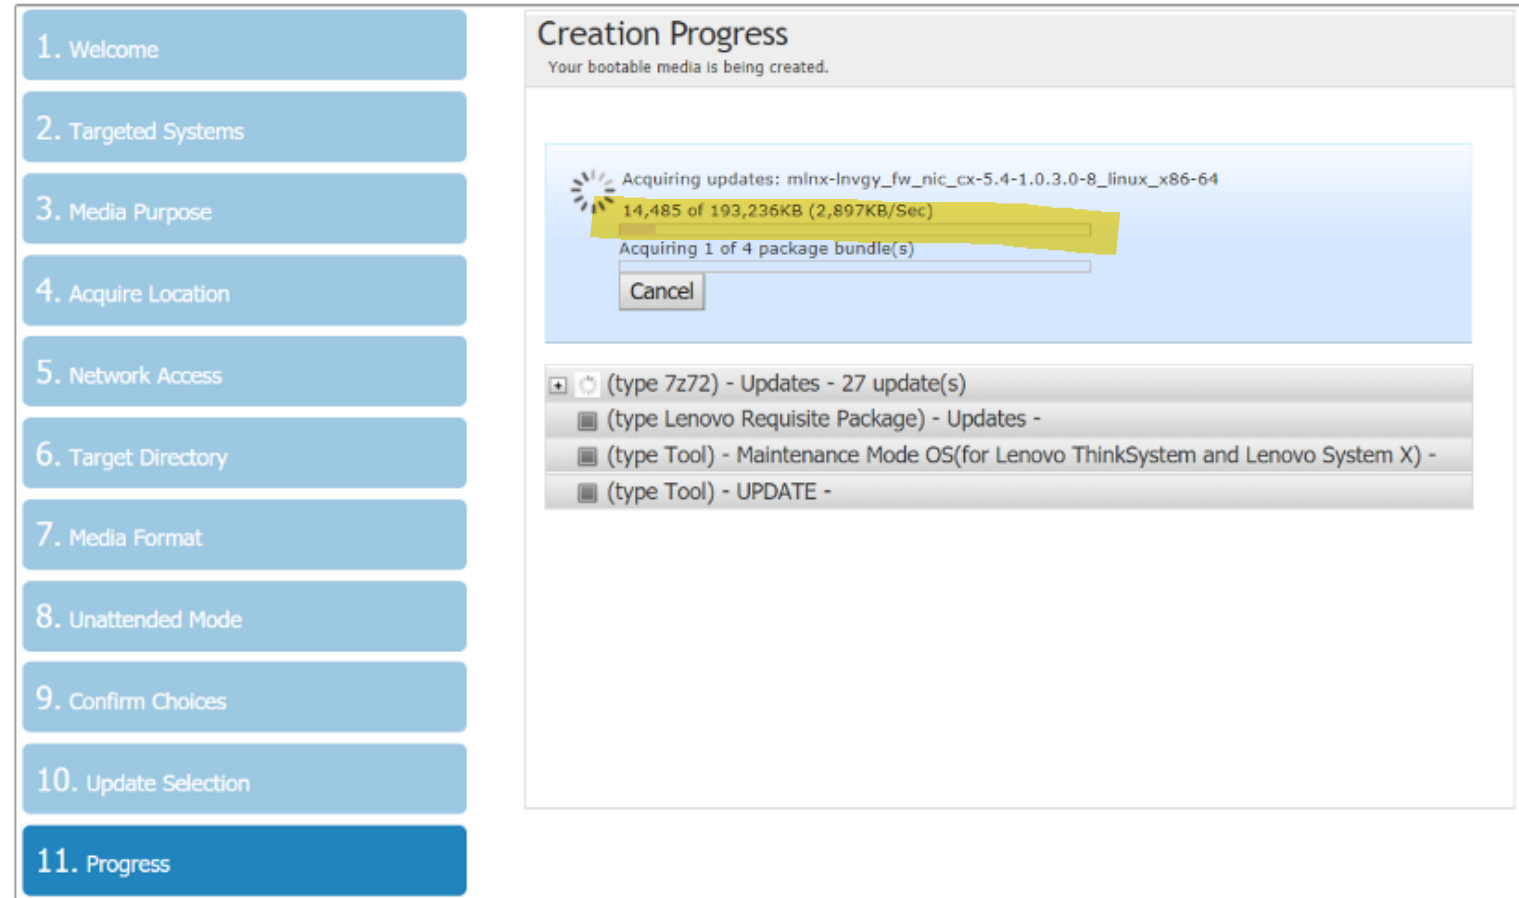 1. Welcome
2. Targeted Systems
3. Media Purpose
4. Acquire Location
5. Network Access
6. Target Directory
7. Media Format
8. Unattended Mode
9. Confirm Choices
10. Update Selection
11. Progress
Creation Progress
Your bootable media is being created.
Acquiring updates: mlnx-lnvgy_fw_nic_cx-5.4-1.0.3.0-8_linux_x86-64
14,485 of 193,236KB (2,897KB/Sec)
Acquiring 1 of 4 package bundle(s)
Cancel
(type 7z72) - Updates - 27 update(s)
(type Lenovo Requisite Package) - Updates -
(type Tool) - Maintenance Mode OS(for Lenovo ThinkSystem and Lenovo System X) -
(type Tool) - UPDATE -